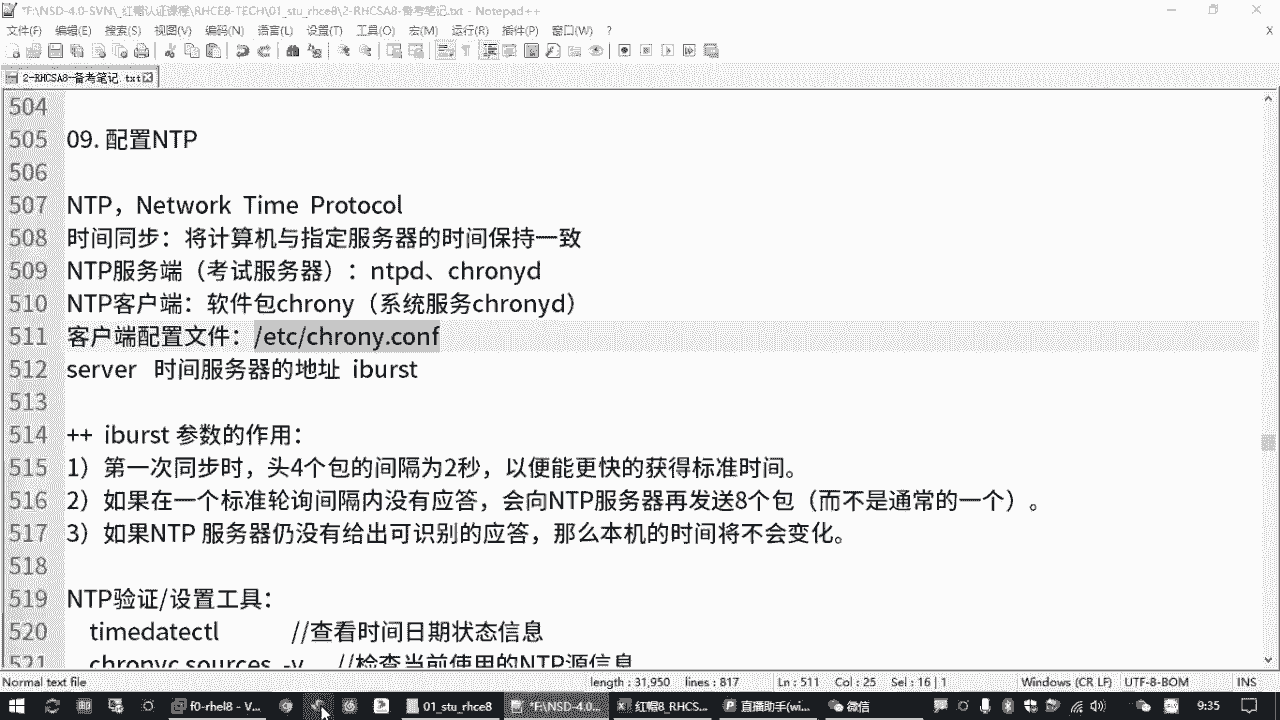 *F:\NSD-4.0-SVN\_红帽认证课程\RHCE8-TECH\01_stu_rhce8\2-RHCSA8-备考笔记.txt - Notepad++
文件(F) 编辑(E) 搜索(S) 视图(V) 编码(N) 语言(L) 设置(T) 工具(O) 宏(M) 运行(R) 插件(P) 窗口(W) ? X
2-RHCSA8-备考笔记.txt
504
505 09. 配置NTP
506
507 NTP，Network Time Protocol
508 时间同步：将计算机与指定服务器的时间保持一致
509 NTP服务端（考试服务器）：ntpd、chronyd
510 NTP客户端：软件包chrony（系统服务chronyd）
511 客户端配置文件：/etc/chrony.conf
512 server 时间服务器的地址 iburst
513
514 ++ iburst 参数的作用：
515 1）第一次同步时，头4个包的间隔为2秒，以便能更快的获得标准时间。
516 2）如果在一个标准轮询间隔内没有应答，会向NTP服务器再发送8个包（而不是通常的一个）。
517 3）如果NTP 服务器仍没有给出可识别的应答，那么本机的时间将不会变化。
518
519 NTP验证/设置工具：
520 timedatectl //查看时间日期状态信息
521 chronyc sources -v //检查当前使用的NTP源信息
Normal text file length : 31,950 lines : 817 Ln : 511 Col : 25 Sel : 16 | 1 Windows (CR LF) UTF-8-BOM INS
f0-rhel8 - V... 01_stu_rhce8 *F:\NSD-4.0... 红帽8_RHCS... 直播助手(wi... 微信 9:35